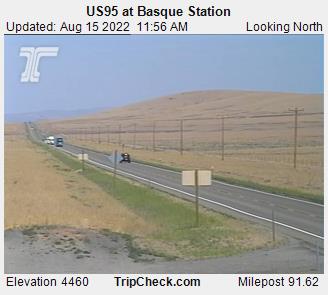 US95 at Basque Station
Updated: Aug 15 2022 11:56 AM Looking North
Elevation 4460 TripCheck.com Milepost 91.62